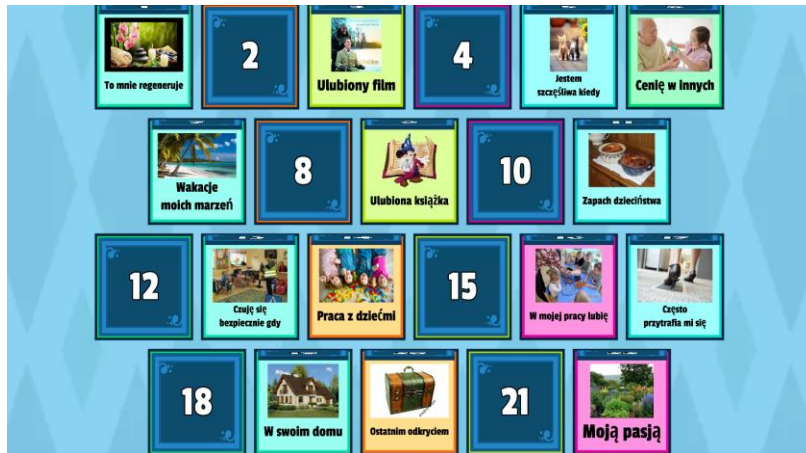 To mnie regeneruje
2
Ulubiony film
4
Jestem
szczęśliwa kiedy
Cenię w innych
Wakacje
moich marzeń
8
Ulubiona książka
10
Zapach dzieciństwa
12
Czuję się
bezpiecznie gdy
Praca z dziećmi
15
W mojej pracy lubię
Często
przytrafia mi się
18
W swoim domu
Ostatnim odkryciem
21
Moją pasją